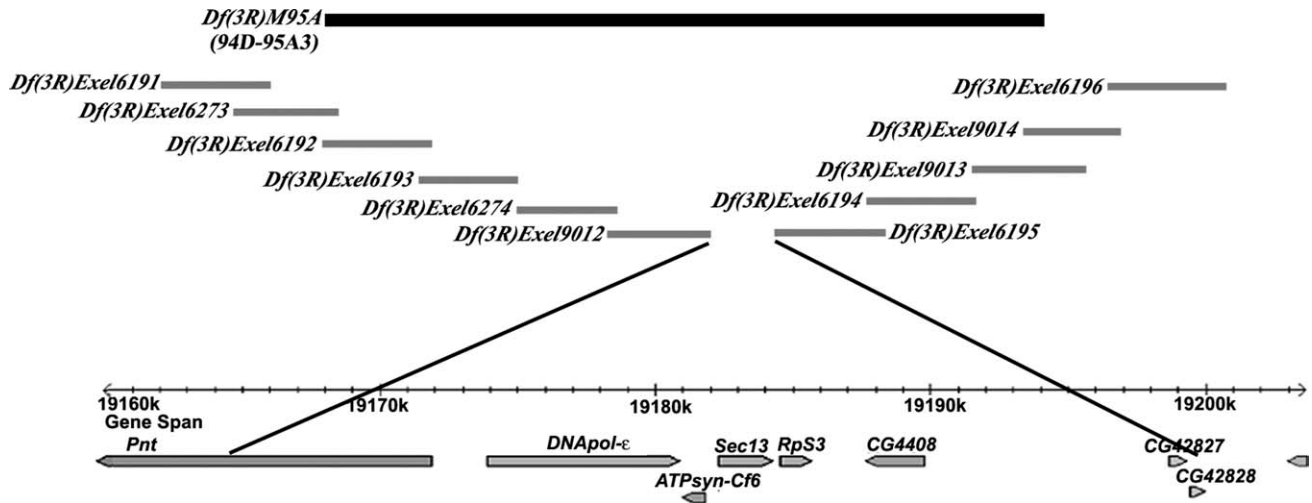 Df(3R)M95A
(94D-95A3)
Df(3R)Exel6191
Df(3R)Exel6196
Df(3R)Exel6273
Df(3R)Exel9014
Df(3R)Exel6192
Df(3R)Exel9013
Df(3R)Exel6193
Df(3R)Exel6194
Df(3R)Exel6274
Df(3R)Exel9012
Df(3R)Exel6195
19160k 19170k 19180k 19190k 19200k
Gene Span
Pnt DNApol-ε Sec13 RpS3 CG4408 CG42827
ATPsyn-Cf6 CG42828